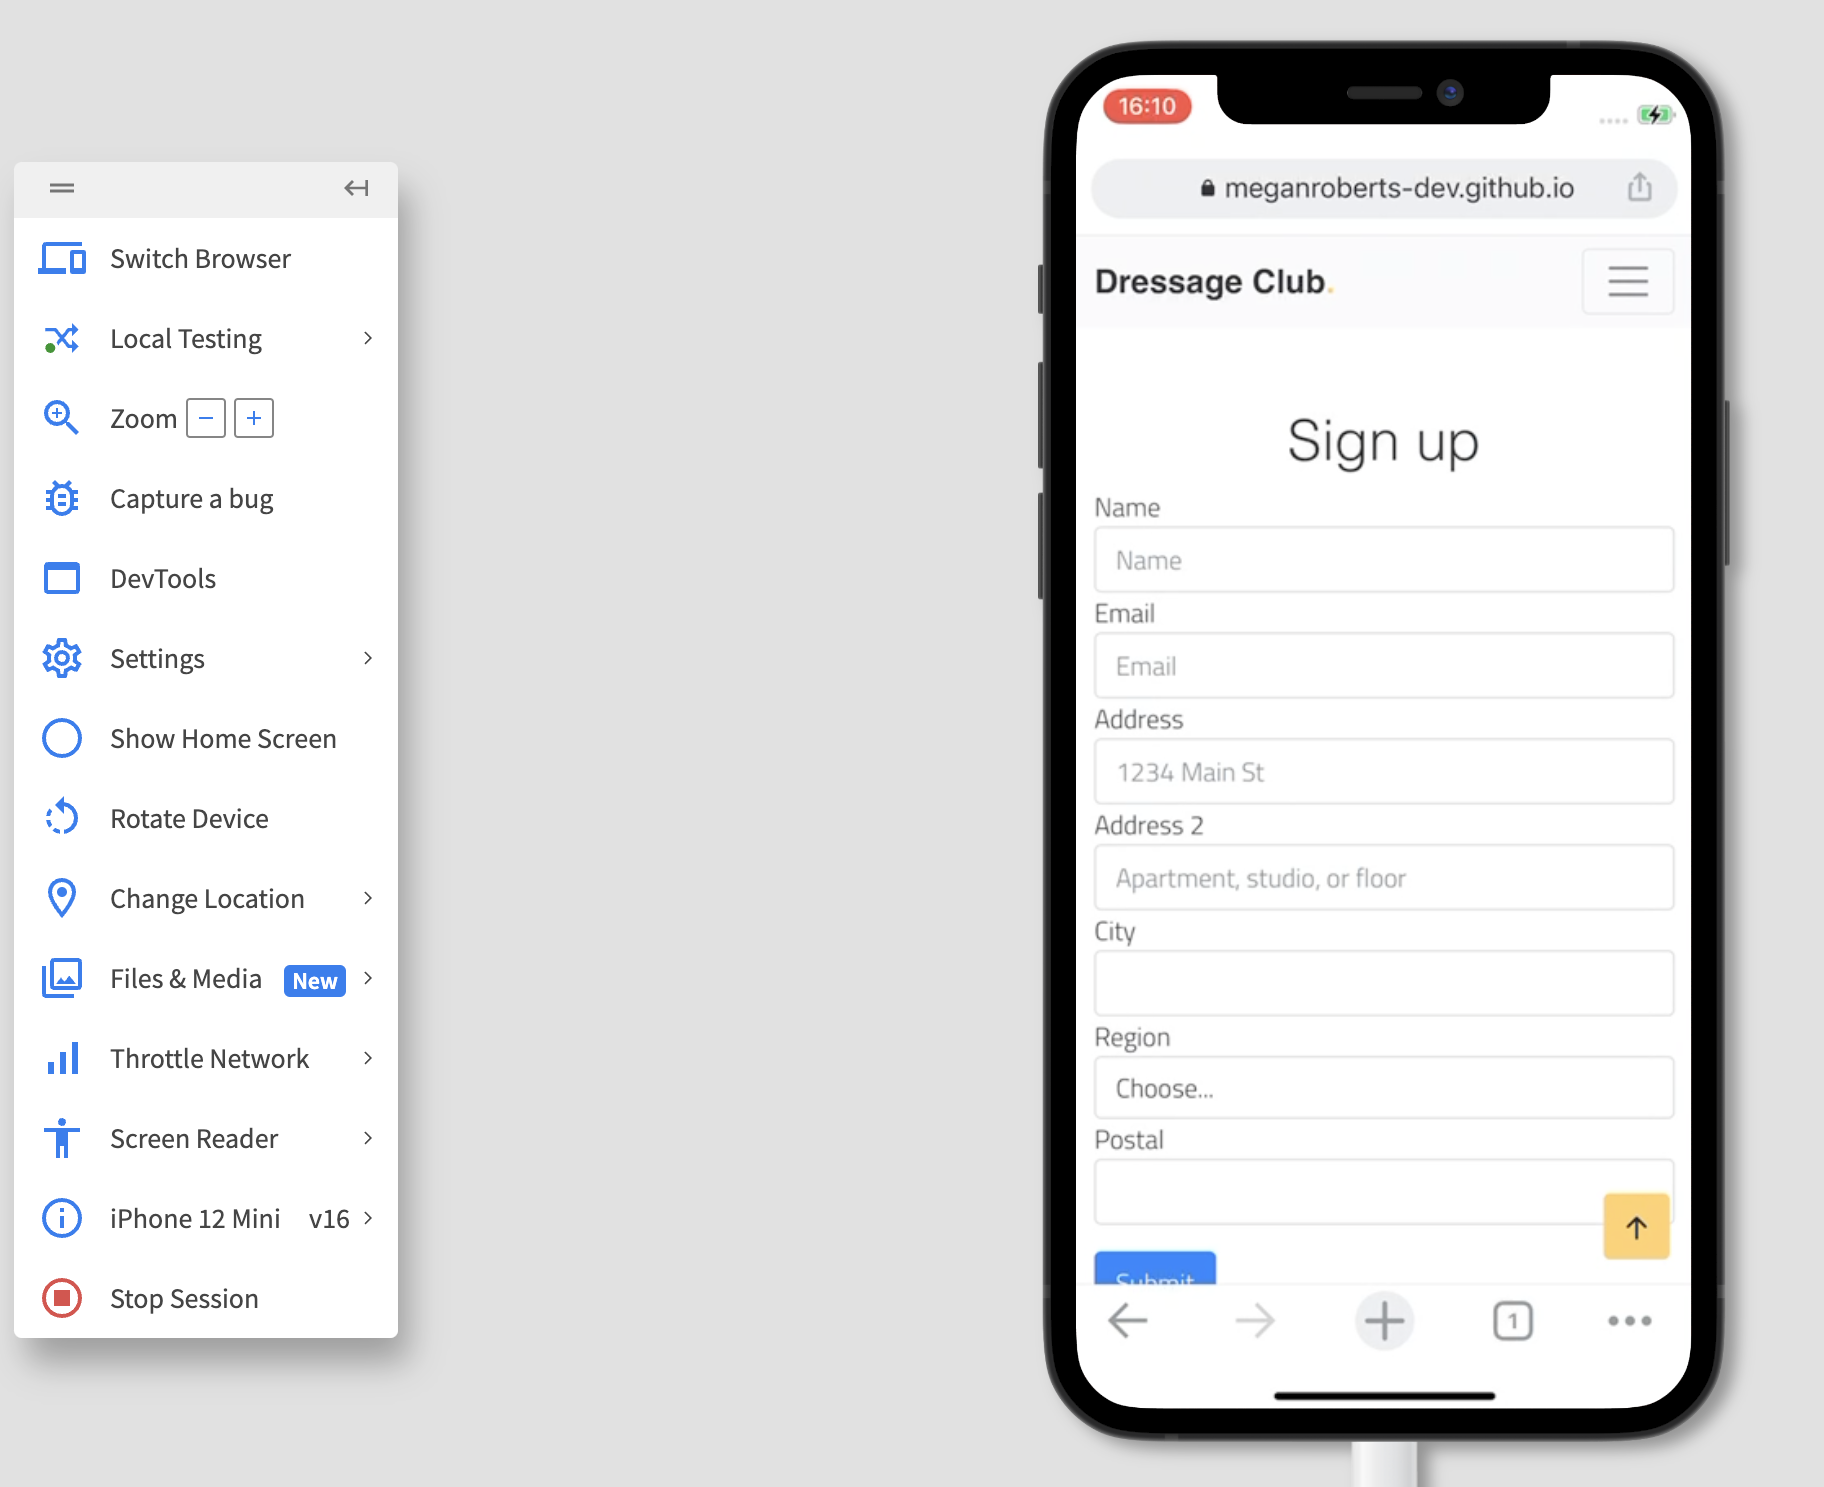 Switch Browser
Local Testing
Zoom − +
Capture a bug
DevTools
Settings
Show Home Screen
Rotate Device
Change Location
Files & Media New
Throttle Network
Screen Reader
iPhone 12 Mini v16
Stop Session
16:10
meganroberts-dev.github.io
Dressage Club.
Sign up
Name
Name
Email
Email
Address
1234 Main St
Address 2
Apartment, studio, or floor
City
Region
Choose...
Postal
Submit
1